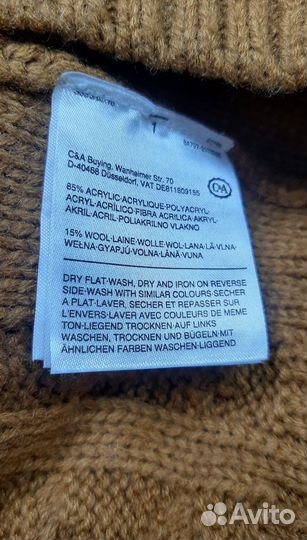 C&A Buying, Wanheimer Str. 70
D-40468 Düsseldorf, VAT DE811809155
C&A
85% ACRYLIC-ACRYLIQUE-POLYACRYL-
ACRYL-ACRÍLICO-FIBRA ACRILICA-AKRYL-
AKRIL-ACRIL-POLIAKRILNO VLAKNO
15% WOOL-LAINE-WOLLE-WOL-LANA-LÃ-VLNA-
WEŁNA-GYAPJÚ-VOLNA-LÂNĂ-VUNA
DRY FLAT-WASH, DRY AND IRON ON REVERSE
SIDE-WASH WITH SIMILAR COLOURS-SÉCHER
A PLAT-LAVER, SÉCHER ET REPASSER SUR
L'ENVERS-LAVER AVEC COULEURS DE MEME
TON-LIEGEND TROCKNEN-AUF LINKS
WASCHEN, TROCKNEN UND BÜGELN-MIT
ÄHNLICHEN FARBEN WASCHEN-LIEGGEND
Avito